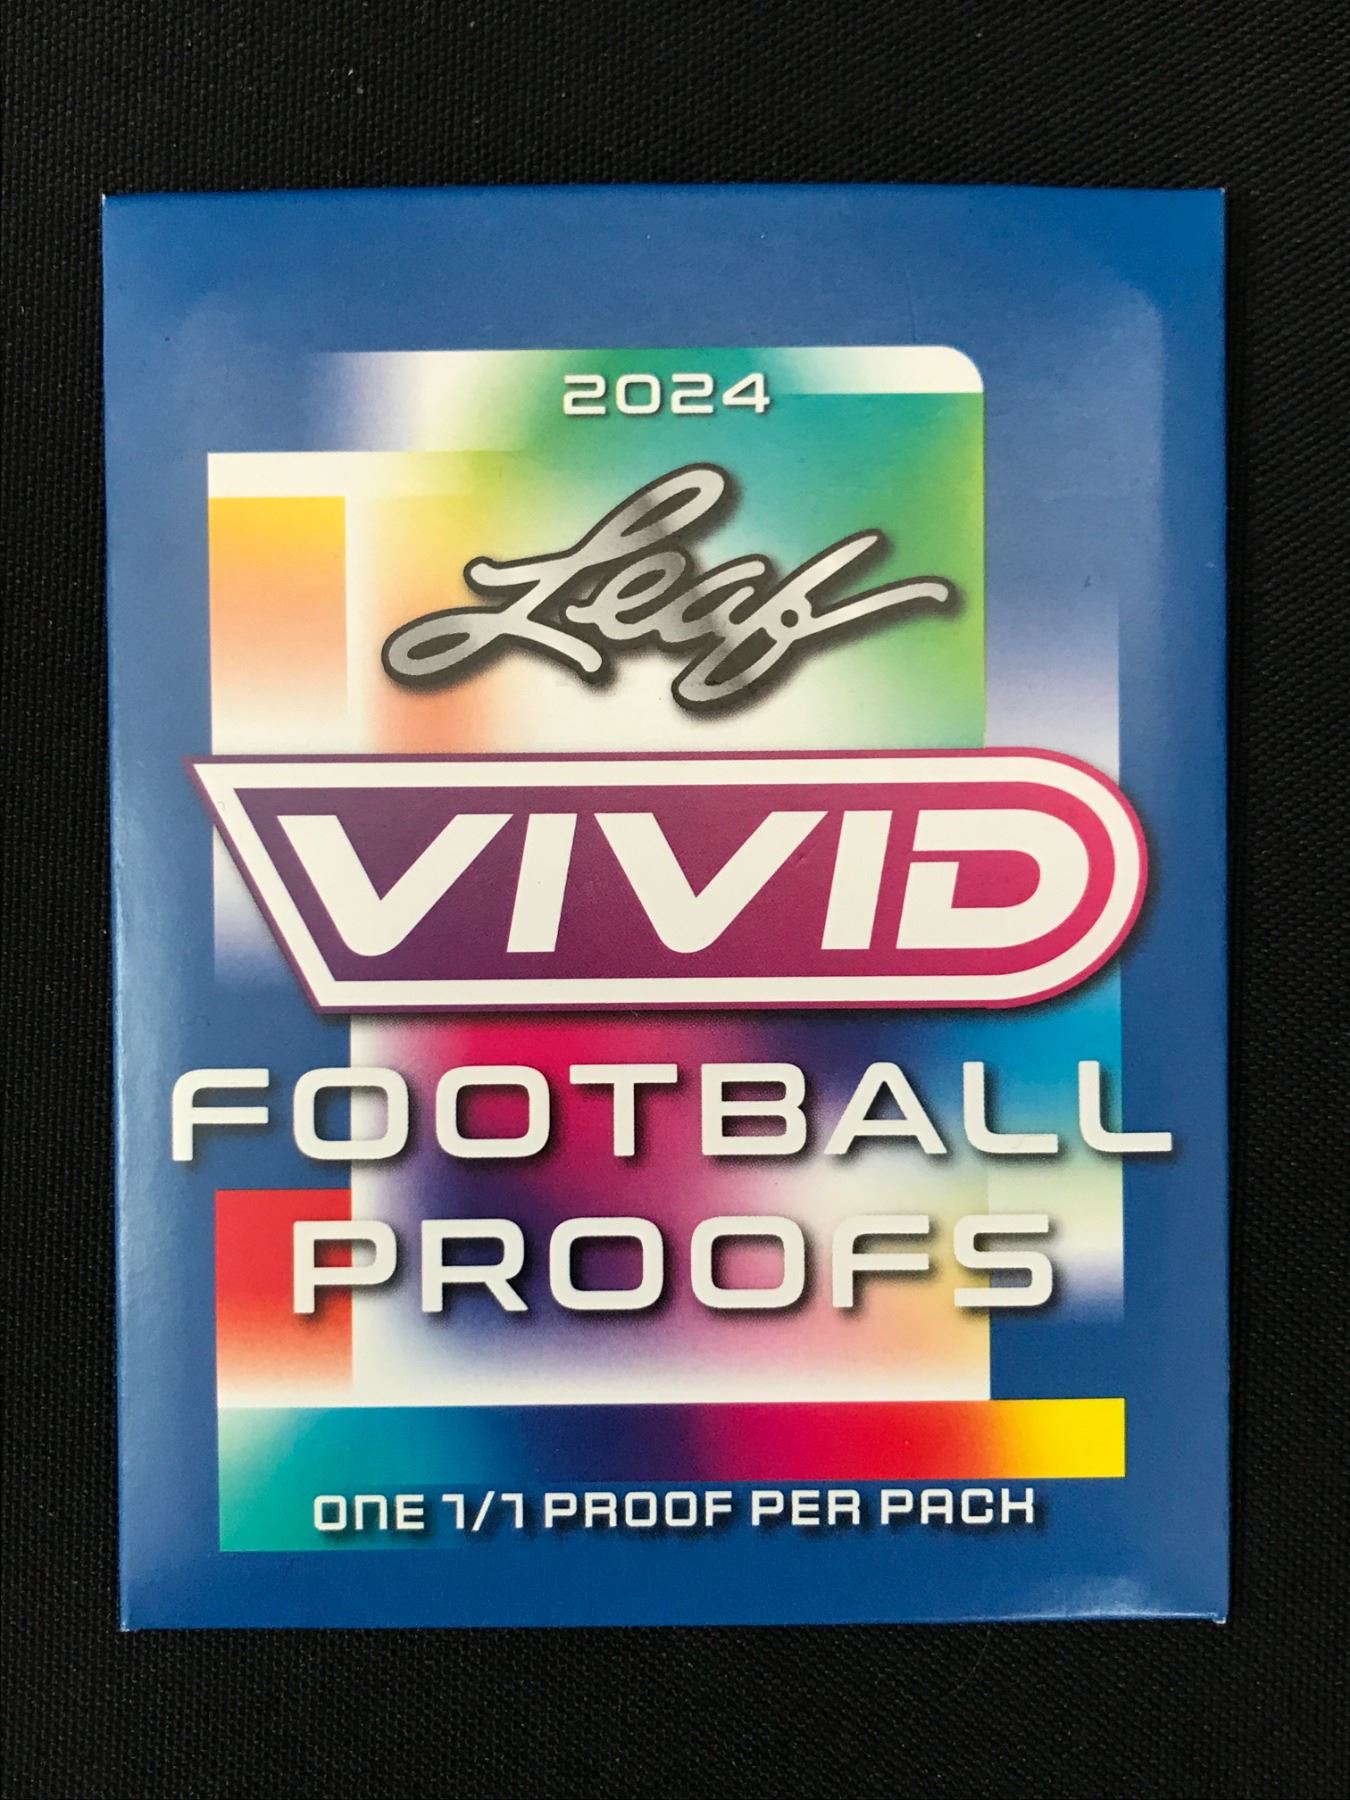 2024
Leaf
VIVID
FOOTBALL
PROOFS
ONE 1/1 PROOF PER PACK